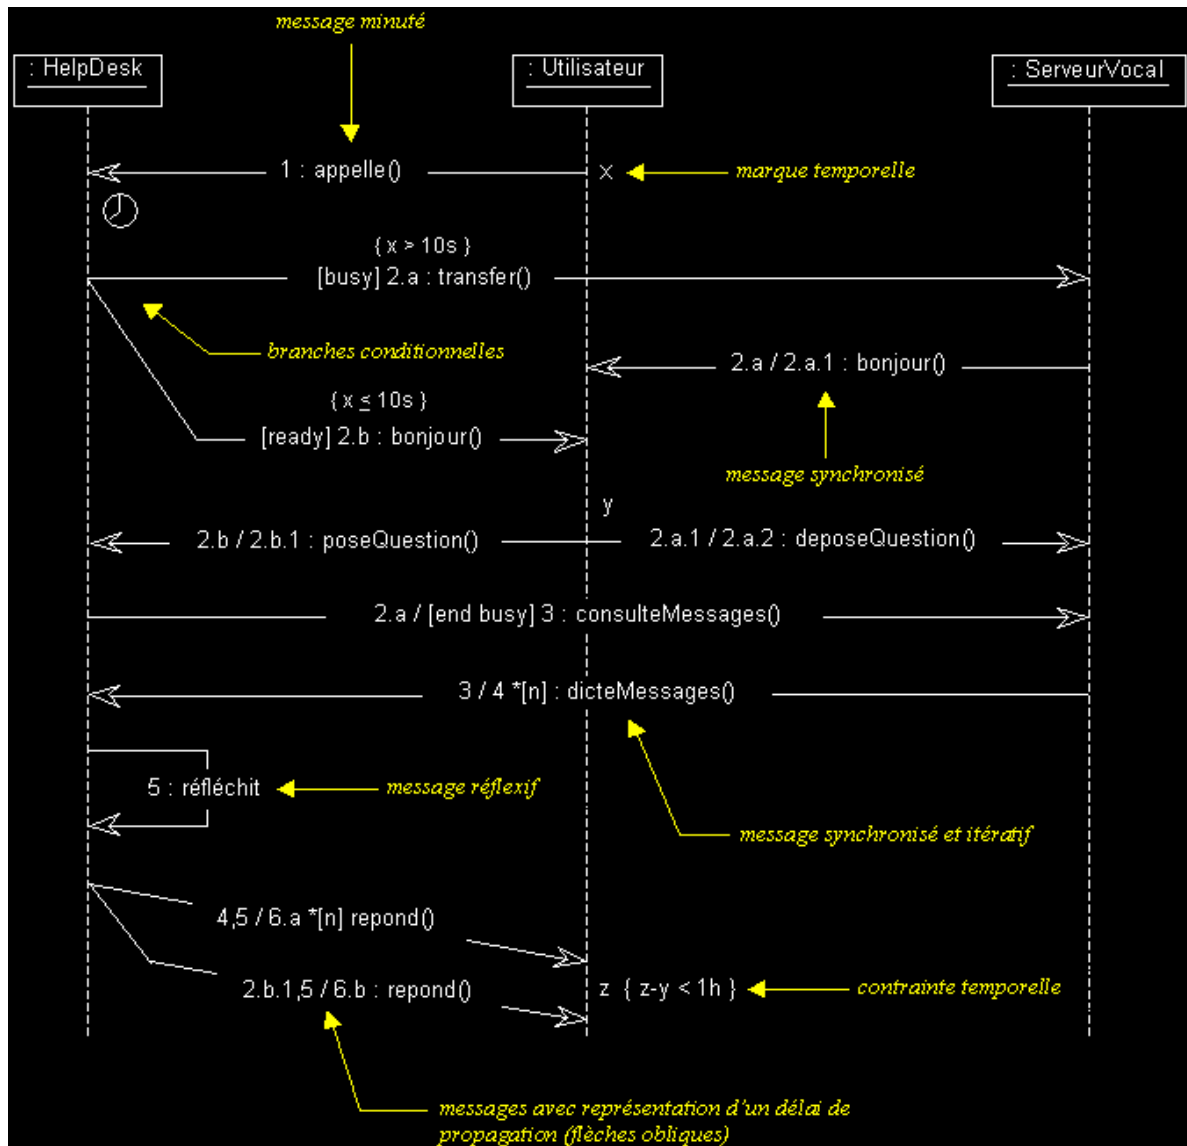 message minuté
: HelpDesk
: Utilisateur
: ServeurVocal
1 : appelle()
x
marque temporelle
{ x > 10s }
[busy] 2.a : transfer()
branches conditionnelles
2.a / 2.a.1 : bonjour()
{ x ≤ 10s }
[ready] 2.b : bonjour()
message synchronisé
y
2.b / 2.b.1 : poseQuestion()
2.a.1 / 2.a.2 : deposeQuestion()
2.a / [end busy] 3 : consulteMessages()
3 / 4 *[n] : dicteMessages()
5 : réfléchit
message réflexif
message synchronisé et itératif
4,5 / 6.a *[n] repond()
2.b.1,5 / 6.b : repond()
z { z-y < 1h }
contrainte temporelle
messages avec représentation d'un délai de
propagation (flèches obliques)